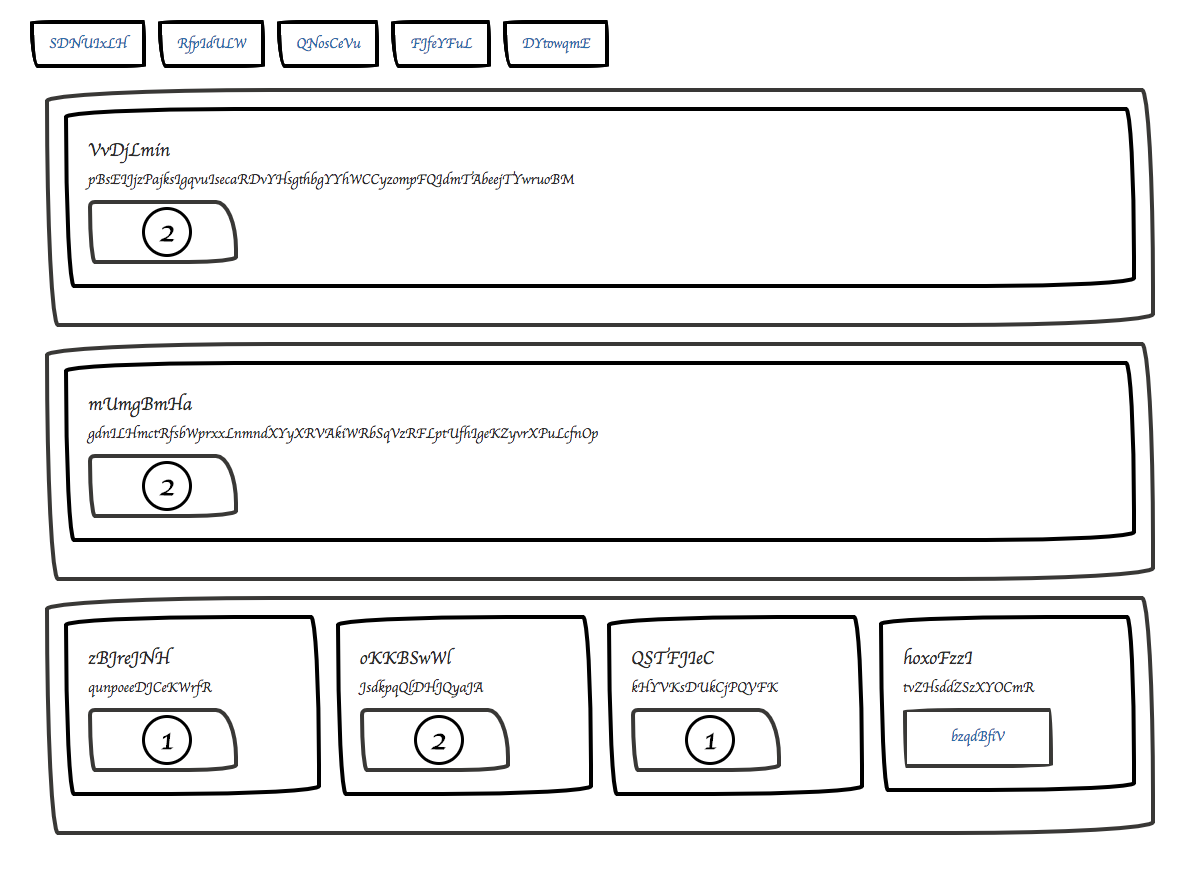 SDNUIxLH RfpIdULW QNosCeVu FJfeYFuL DYtowqmE
VvDjLmin
pBsEIJjzPajksIgqvuIsecaRDvYHsgthbgYYhWCCyzompFQIdmTAbeejTYwruoBM
2
mUmgBmHa
gdnILHmctRfsbWprxxLnmndXYyXRVAkiWRbSqVzRFLptUfhIgeKZyvrXPuLcfnOp
2
zBJreJNH
qunpoeeDJCeKWrfR
1
oKKBSwWl
JsdkpqQlDHJQyaJA
2
QSTFJIeC
kHYVKsDUkCjPQVFK
1
hoxoFzzI
tvZHsddZSzXYOCmR
bzqdBfiV